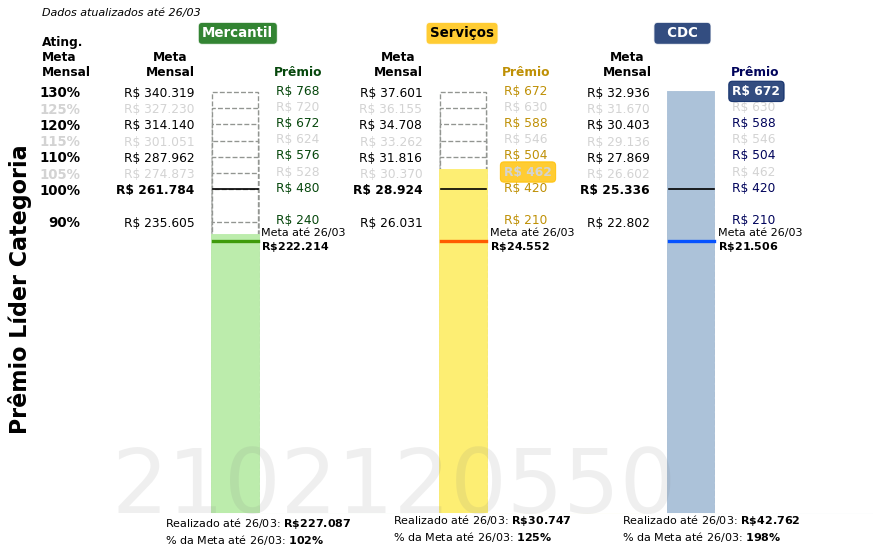 Dados atualizados até 26/03
Mercantil Serviços CDC
Ating. Meta Mensal Meta Mensal Prêmio Meta Mensal Prêmio Meta Mensal Prêmio
130% R$ 340.319 R$ 768 R$ 37.601 R$ 672 R$ 32.936 R$ 672
125% R$ 327.230 R$ 720 R$ 36.155 R$ 630 R$ 31.670 R$ 630
120% R$ 314.140 R$ 672 R$ 34.708 R$ 588 R$ 30.403 R$ 588
115% R$ 301.051 R$ 624 R$ 33.262 R$ 546 R$ 29.136 R$ 546
110% R$ 287.962 R$ 576 R$ 31.816 R$ 504 R$ 27.869 R$ 504
105% R$ 274.873 R$ 528 R$ 30.370 R$ 462 R$ 26.602 R$ 462
100% R$ 261.784 R$ 480 R$ 28.924 R$ 420 R$ 25.336 R$ 420
90% R$ 235.605 R$ 240 R$ 26.031 R$ 210 R$ 22.802 R$ 210
Meta até 26/03 Meta até 26/03 Meta até 26/03
R$222.214 R$24.552 R$21.506
Prêmio Líder Categoria
2102120550
Realizado até 26/03: R$227.087 Realizado até 26/03: R$30.747 Realizado até 26/03: R$42.762
% da Meta até 26/03: 102% % da Meta até 26/03: 125% % da Meta até 26/03: 198%